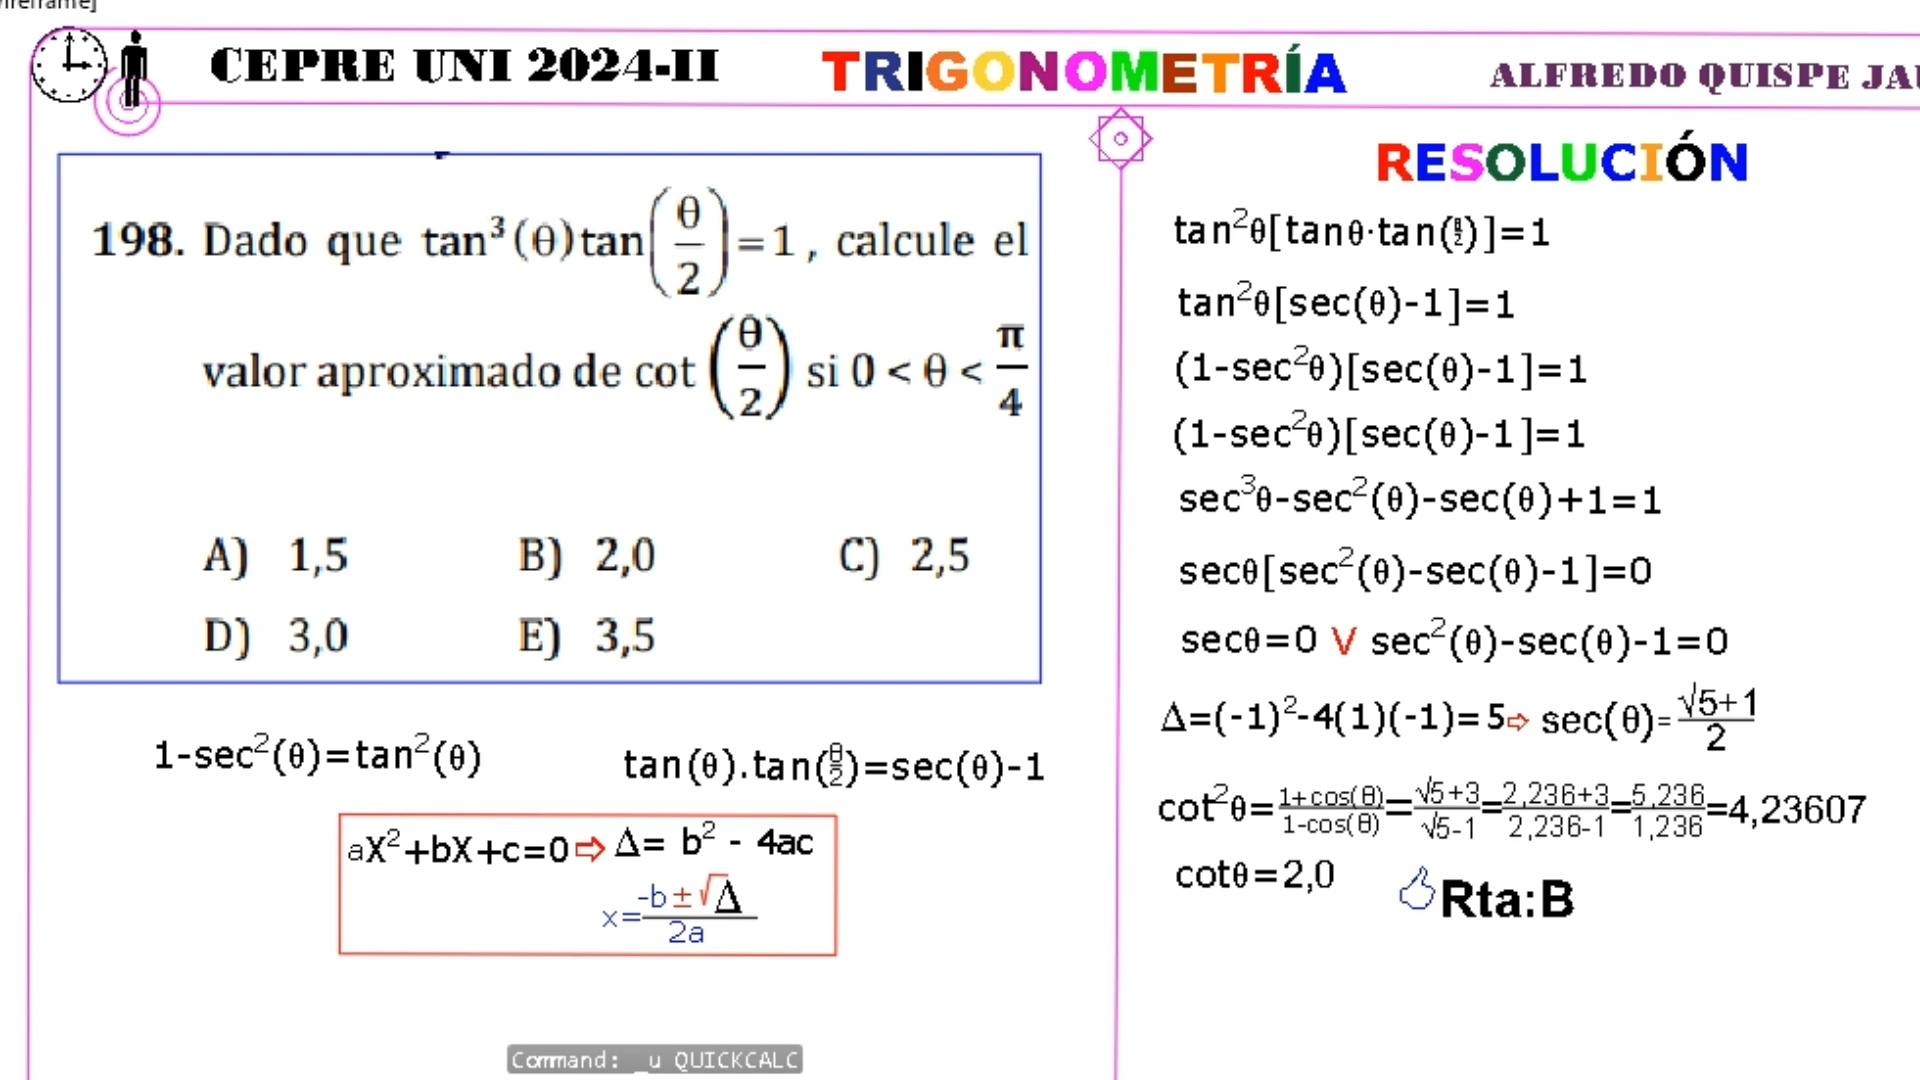 CEPRE UNI 2024-II
TRIGONOMETRÍA
ALFREDO QUISPE
198. Dado que tan³(θ)tan(θ/2)=1, calcule el
valor aproximado de cot(θ/2) si 0 < θ < π/4
A) 1,5 B) 2,0 C) 2,5
D) 3,0 E) 3,5
1-sec²(θ)=tan²(θ)
tan(θ).tan(θ/2)=sec(θ)-1
aX²+bX+c=0⇨ Δ= b² - 4ac
x=(-b±√Δ)/2a
RESOLUCIÓN
tan²θ[tanθ·tan(θ/2)]=1
tan²θ[sec(θ)-1]=1
(1-sec²θ)[sec(θ)-1]=1
(1-sec²θ)[sec(θ)-1]=1
sec³θ-sec²(θ)-sec(θ)+1=1
secθ[sec²(θ)-sec(θ)-1]=0
secθ=0 V sec²(θ)-sec(θ)-1=0
Δ=(-1)²-4(1)(-1)=5⇨ sec(θ)=(√5+1)/2
cot²θ=(1+cos(θ))/(1-cos(θ))=(√5+3)/(√5-1)=(2,236+3)/(2,236-1)=5,236/1,236=4,23607
cotθ=2,0
Rta:B
Command: _u QUICKCALC